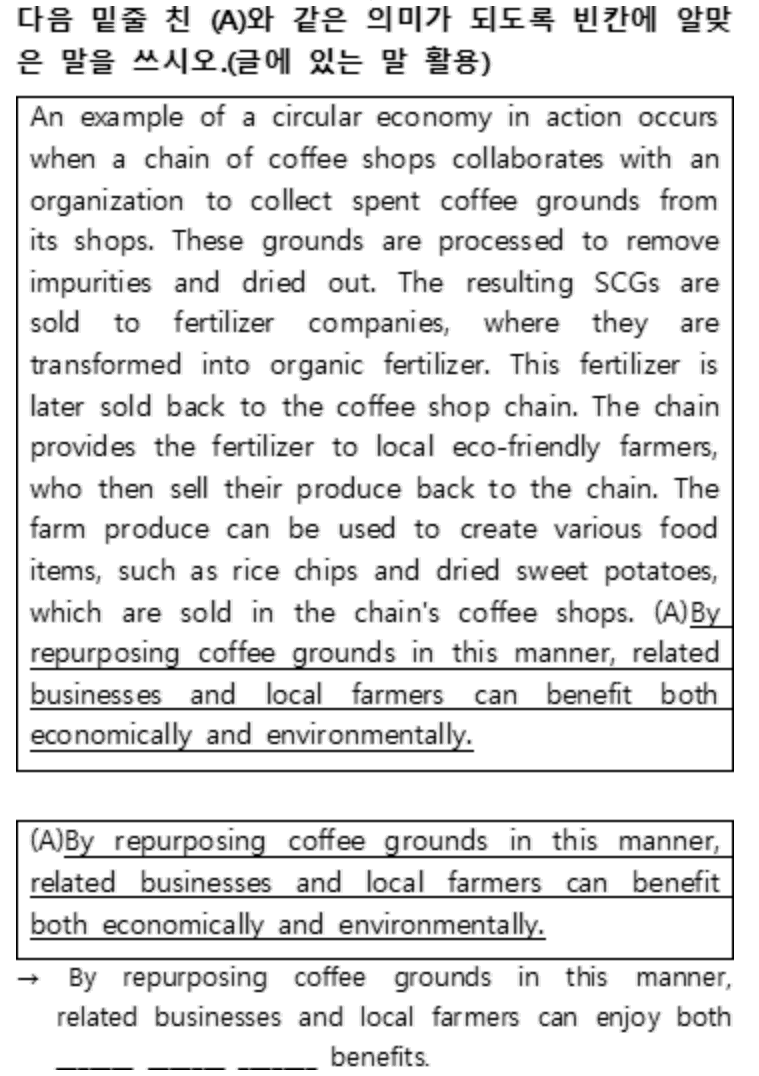 다음 밑줄 친 (A)와 같은 의미가 되도록 빈칸에 알맞
은 말을 쓰시오.(글에 있는 말 활용)
An example of a circular economy in action occurs
when a chain of coffee shops collaborates with an
organization to collect spent coffee grounds from
its shops. These grounds are processed to remove
impurities and dried out. The resulting SCGs are
sold to fertilizer companies, where they are
transformed into organic fertilizer. This fertilizer is
later sold back to the coffee shop chain. The chain
provides the fertilizer to local eco-friendly farmers,
who then sell their produce back to the chain. The
farm produce can be used to create various food
items, such as rice chips and dried sweet potatoes,
which are sold in the chain's coffee shops. (A)By
repurposing coffee grounds in this manner, related
businesses and local farmers can benefit both
economically and environmentally.
(A)By repurposing coffee grounds in this manner,
related businesses and local farmers can benefit
both economically and environmentally.
→ By repurposing coffee grounds in this manner,
related businesses and local farmers can enjoy both
______ ______ ______ benefits.